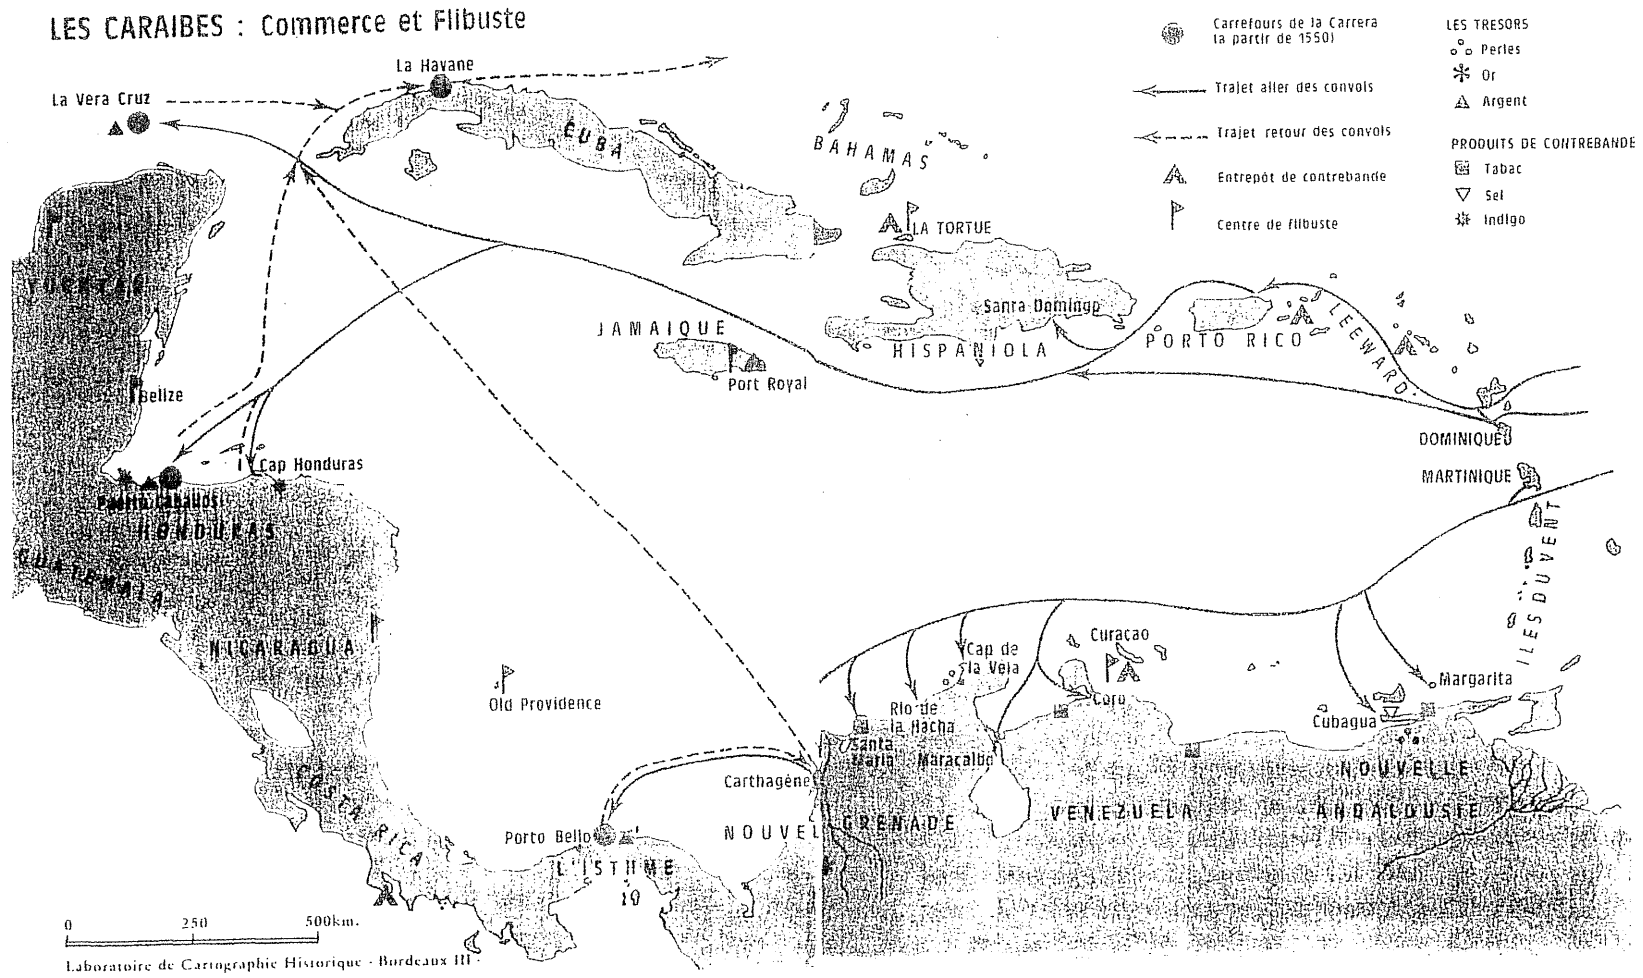 LES CARAIBES : Commerce et Flibuste
Carrefours de la Carrera
(a partir de 1550)
Trajet aller des convois
Trajet retour des convois
Entrepôt de contrebande
Centre de flibuste
LES TRESORS
Perles
Or
Argent
PRODUITS DE CONTREBANDE
Tabac
Sel
Indigo
La Havane
La Vera Cruz
CUBA
BAHAMAS
LA TORTUE
YUCATAN
Santa Domingo
JAMAIQUE
HISPANIOLA
PORTO RICO
LEEWARD
Port Royal
Belize
DOMINIQUE
Cap Honduras
MARTINIQUE
HONDURAS
GUATEMALA
ILES DU VENT
NICARAGUA
Curacao
Cap de
la Vela
Margarita
Old Providence
Rio de
la Hacha
Coro
Cubagua
Santa
Maria
Maracaibo
Carthagéne
NOUVELLE
COSTA RICA
VENEZUELA
ANDALOUSIE
Porto Bello
NOUVEL GRENADE
L'ISTHME
0 250 500km.
Laboratoire de Cartographie Historique - Bordeaux III -